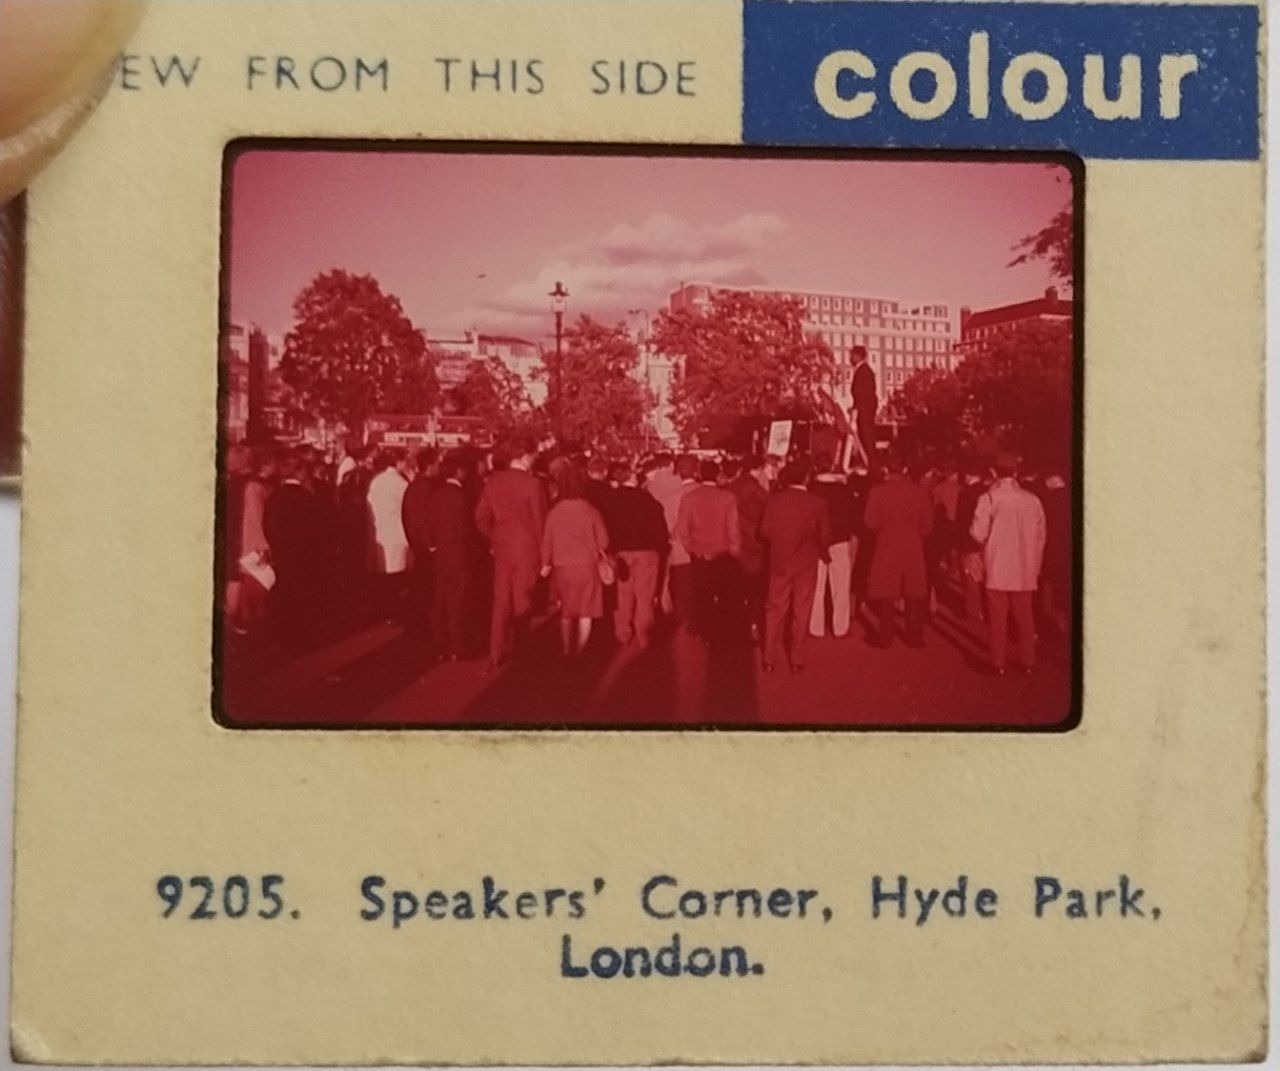 EW FROM THIS SIDE
colour
9205. Speakers' Corner, Hyde Park,
London.